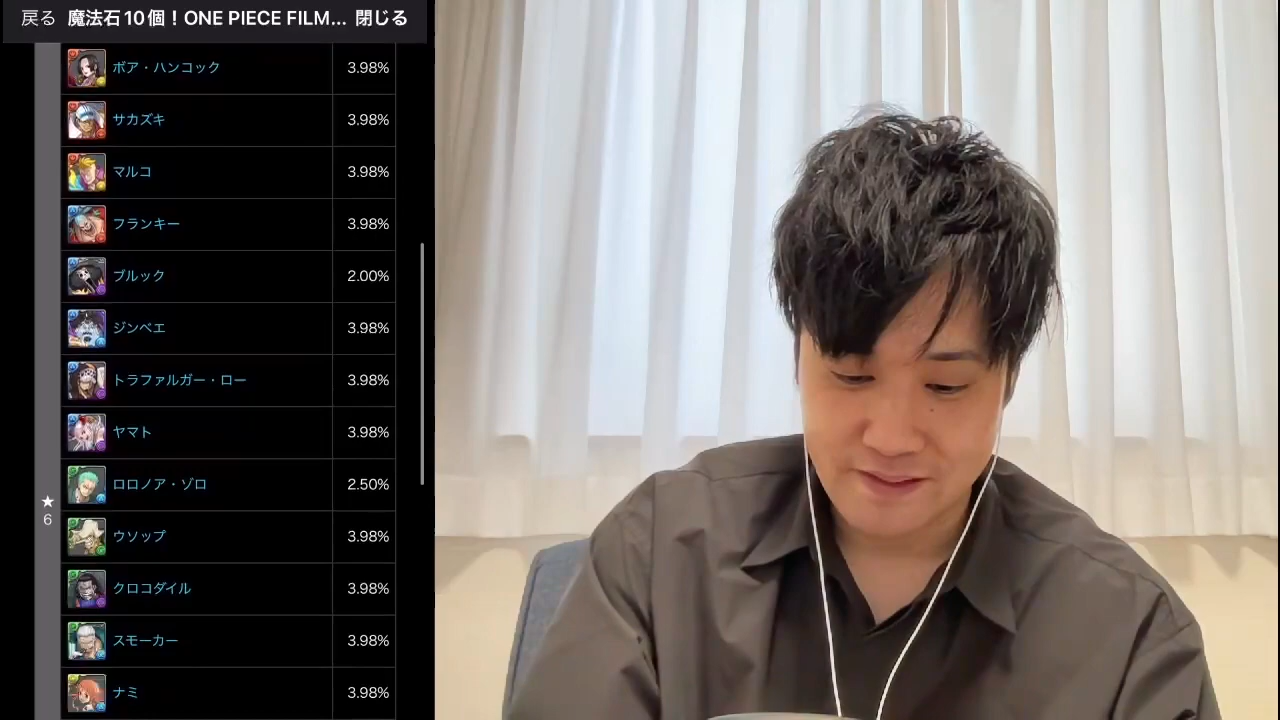 戻る 魔法石10個！ONE PIECE FILM... 閉じる
ボア・ハンコック 3.98%
サカズキ 3.98%
マルコ 3.98%
フランキー 3.98%
ブルック 2.00%
ジンベエ 3.98%
トラファルガー・ロー 3.98%
ヤマト 3.98%
ロロノア・ゾロ 2.50%
★
6
ウソップ 3.98%
クロコダイル 3.98%
スモーカー 3.98%
ナミ 3.98%